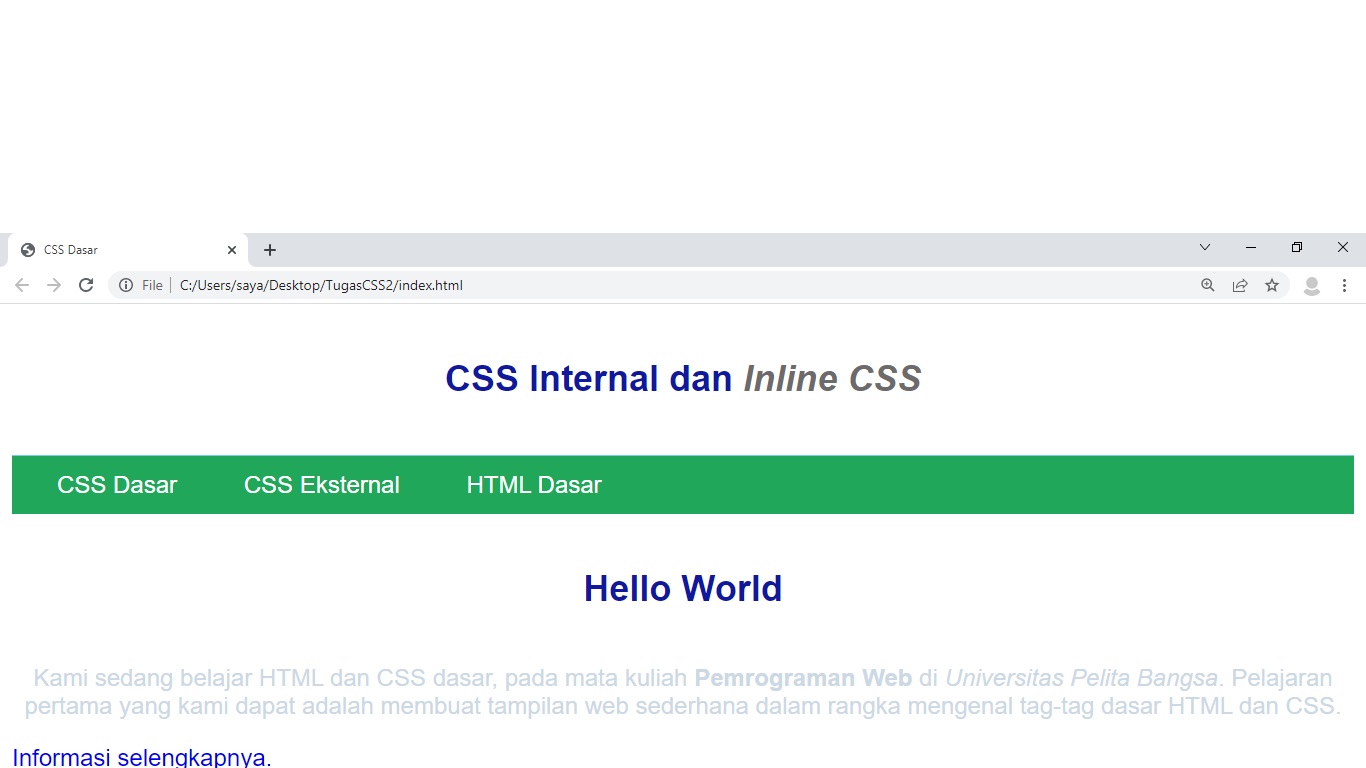 CSS Dasar
File C:/Users/saya/Desktop/TugasCSS2/index.html
CSS Internal dan Inline CSS
CSS Dasar CSS Eksternal HTML Dasar
Hello World
Kami sedang belajar HTML dan CSS dasar, pada mata kuliah Pemrograman Web di Universitas Pelita Bangsa. Pelajaran
pertama yang kami dapat adalah membuat tampilan web sederhana dalam rangka mengenal tag-tag dasar HTML dan CSS.
Informasi selengkapnya.